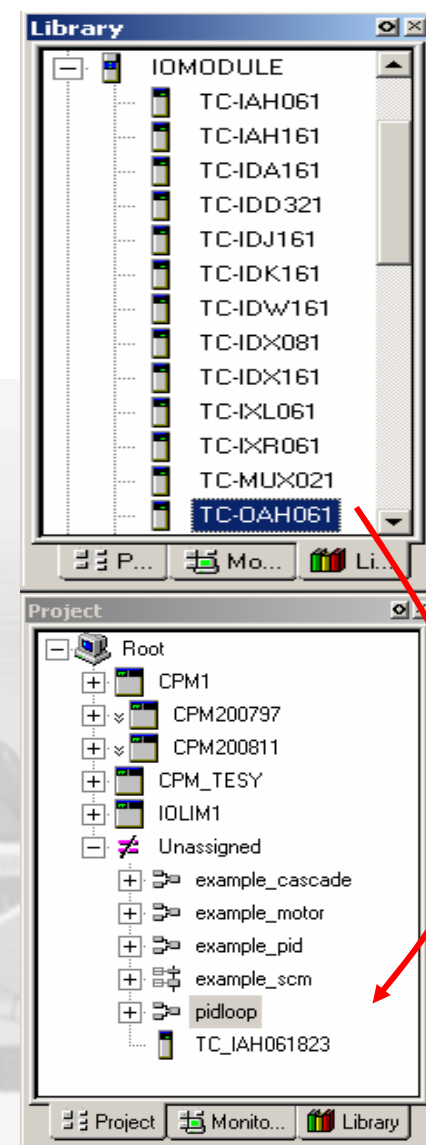 Library
IOMODULE
TC-IAH061
TC-IAH161
TC-IDA161
TC-IDD321
TC-IDJ161
TC-IDK161
TC-IDW161
TC-IDX081
TC-IDX161
TC-IXL061
TC-IXR061
TC-MUX021
TC-OAH061
P... Mo... Li...
Project
Root
CPM1
CPM200797
CPM200811
CPM_TESY
IOLIM1
Unassigned
example_cascade
example_motor
example_pid
example_scm
pidloop
TC_IAH061823
Project Monito... Library